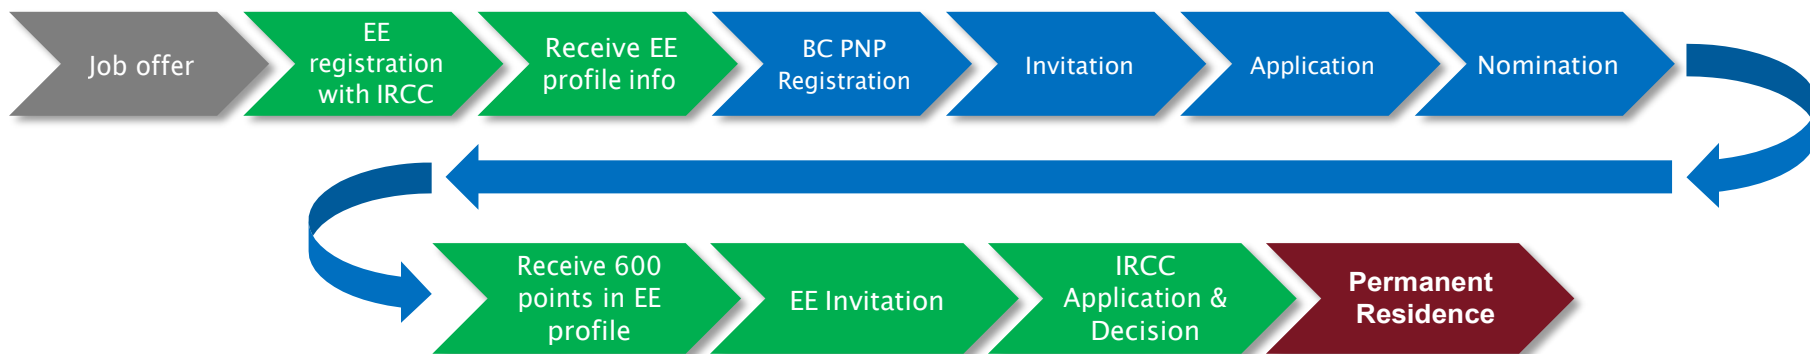 Job offer
EE
registration
with IRCC
Receive EE
profile info
BC PNP
Registration
Invitation
Application
Nomination
Receive 600
points in EE
profile
EE Invitation
IRCC
Application &
Decision
Permanent
Residence